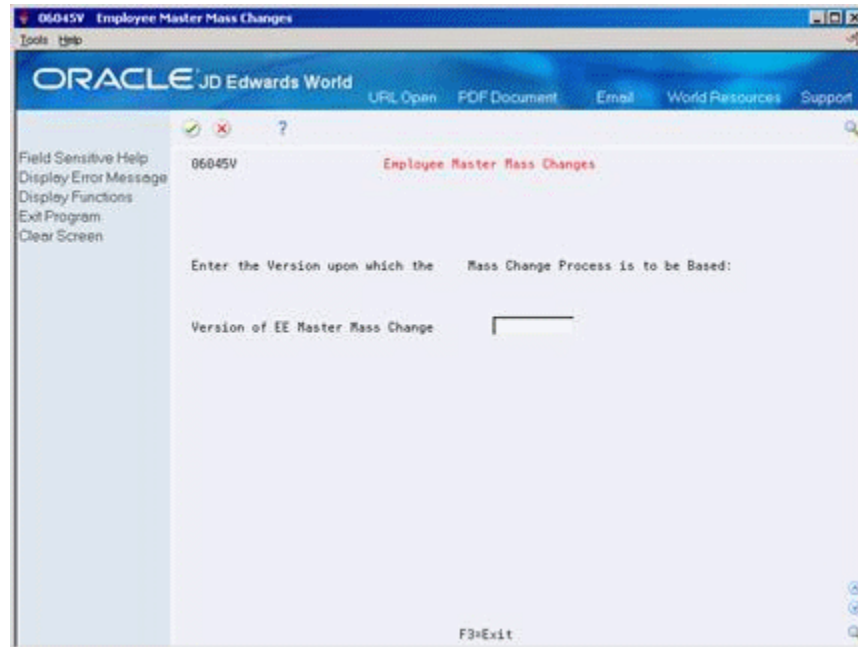 06045V Employee Master Mass Changes
Tools Help
ORACLE JD Edwards World
URL Open PDF Document Email World Resources Support
?
Field Sensitive Help
Display Error Message
Display Functions
Exit Program
Clear Screen
06045V Employee Master Mass Changes
Enter the Version upon which the Mass Change Process is to be Based:
Version of EE Master Mass Change
F3=Exit